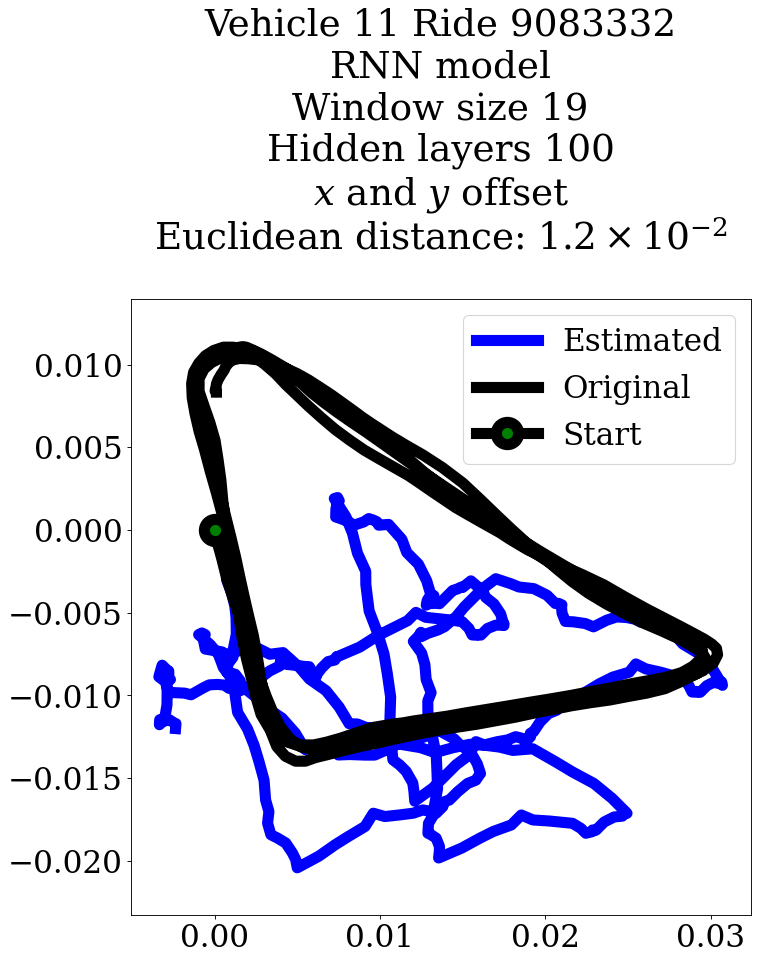 Vehicle 11 Ride 9083332
RNN model
Window size 19
Hidden layers 100
x and y offset
Euclidean distance: 1.2 × 10⁻²
Estimated
Original
Start
0.010
0.005
0.000
−0.005
−0.010
−0.015
−0.020
0.00 0.01 0.02 0.03